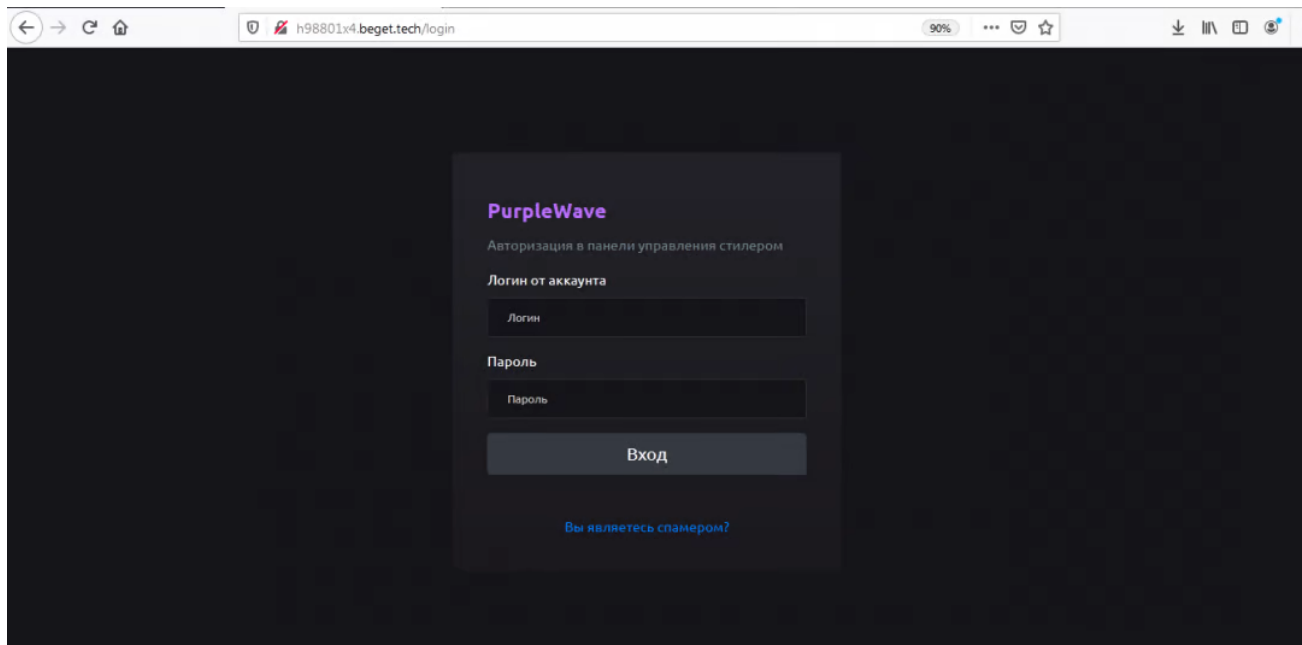 h98801x4.beget.tech/login
90%
PurpleWave
Авторизация в панели управления стилером
Логин от аккаунта
Логин
Пароль
Пароль
Вход
Вы являетесь спамером?